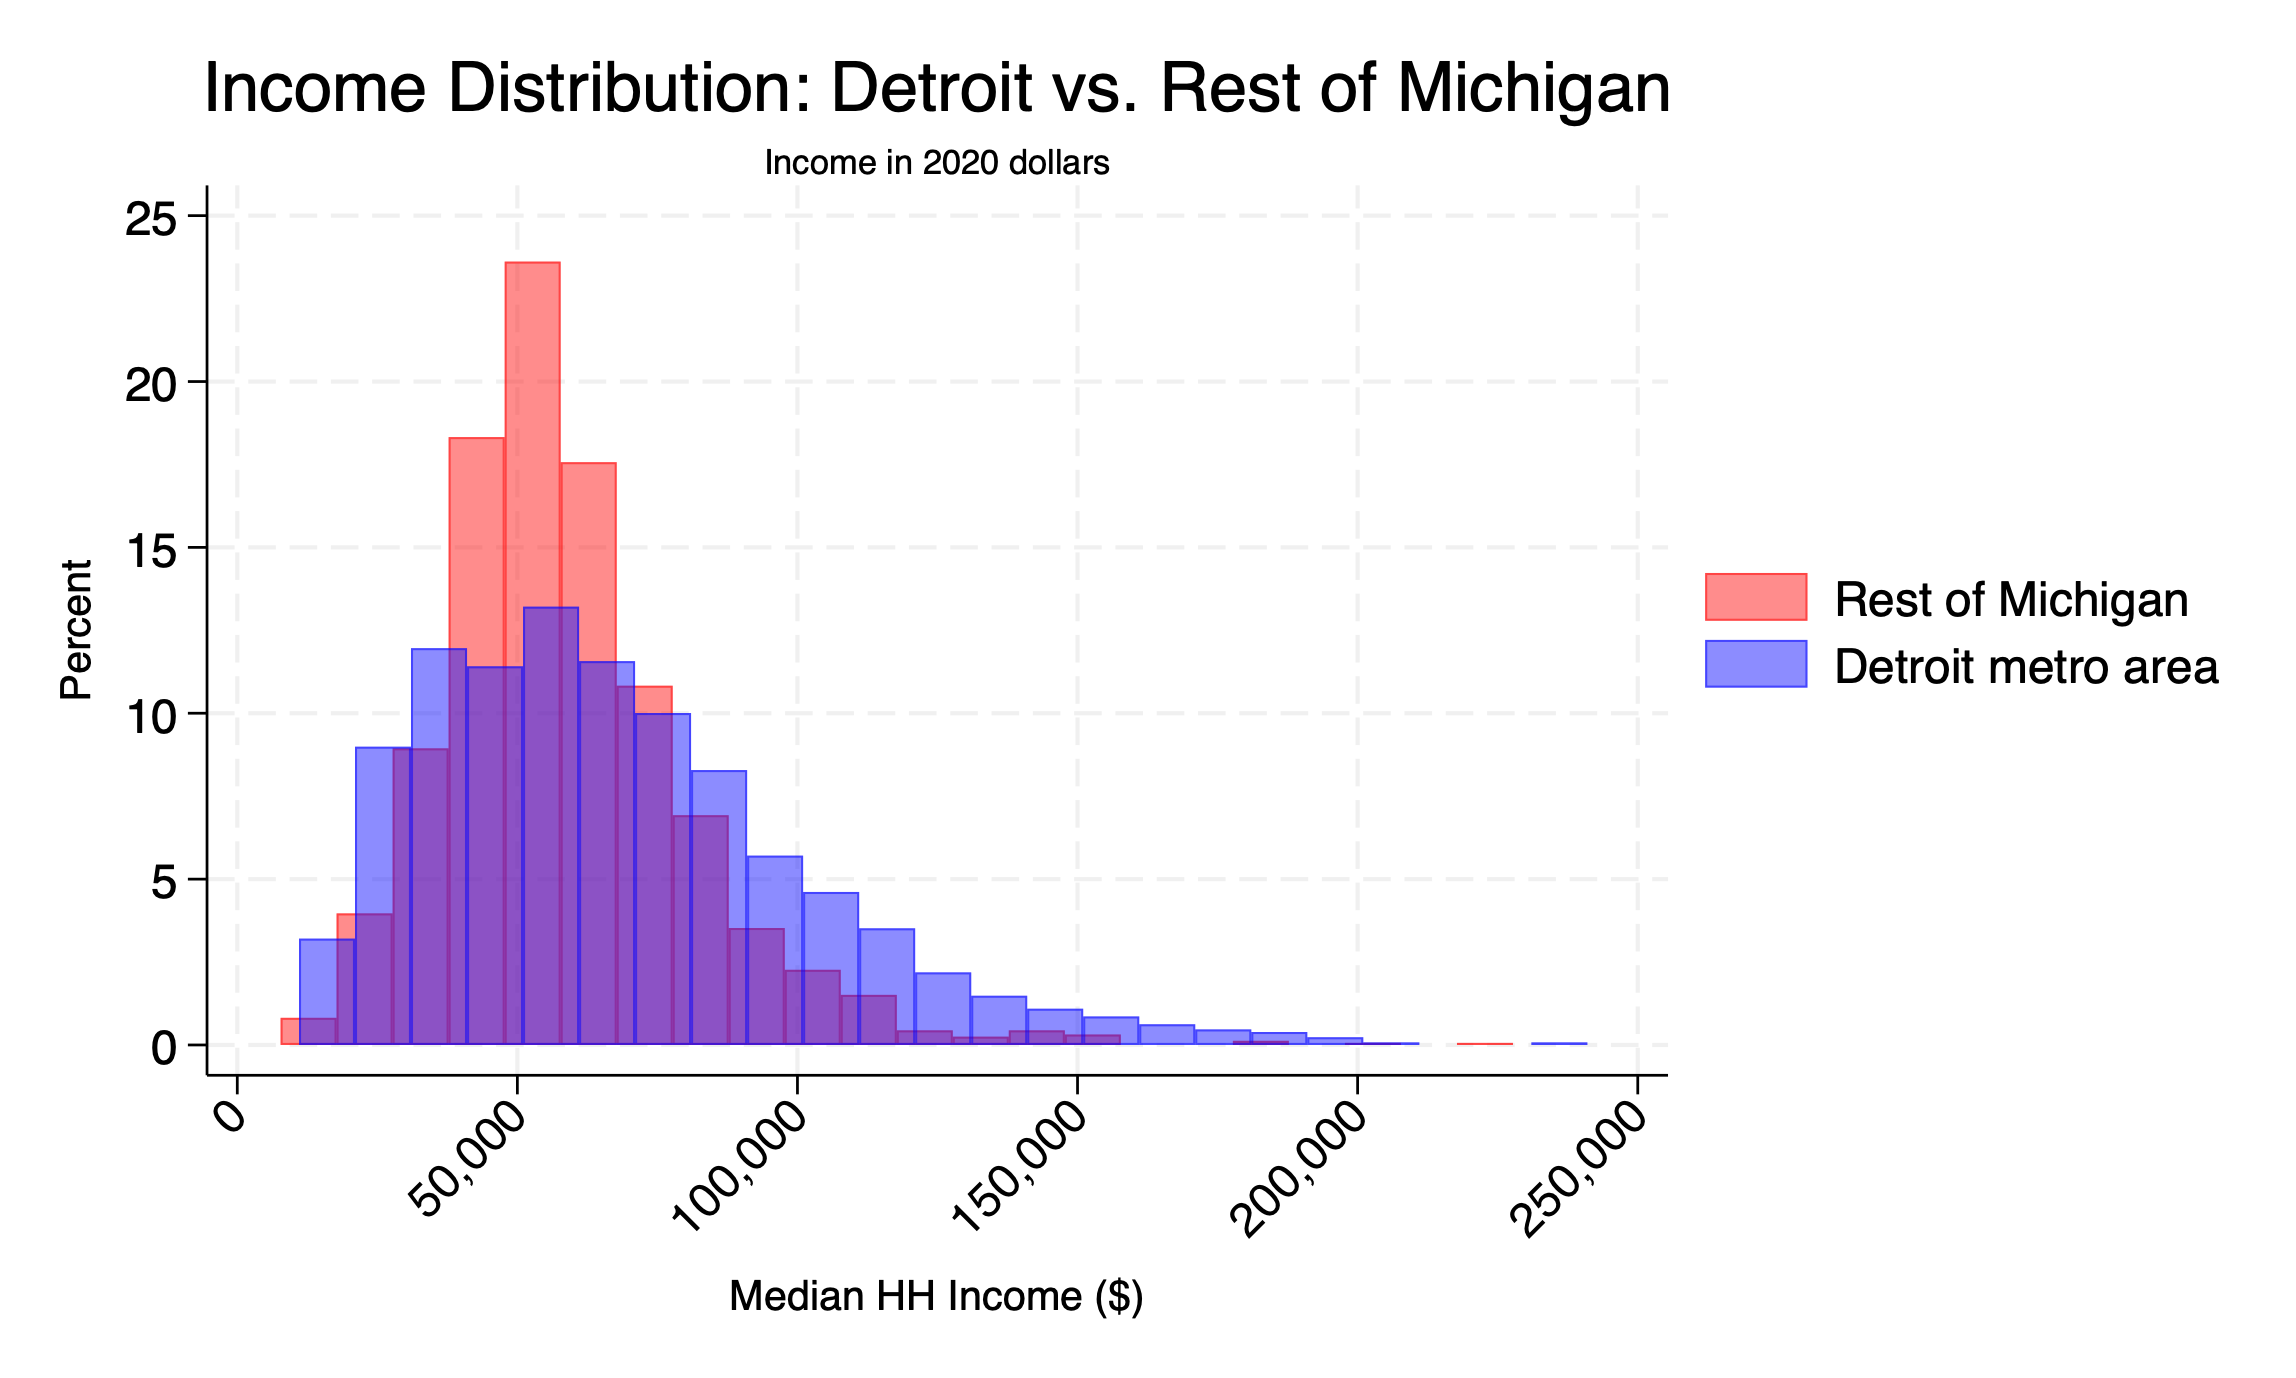 Income Distribution: Detroit vs. Rest of Michigan
Income in 2020 dollars
25
20
15
10
5
0
Percent
0
50,000
100,000
150,000
200,000
250,000
Median HH Income ($)
Rest of Michigan
Detroit metro area